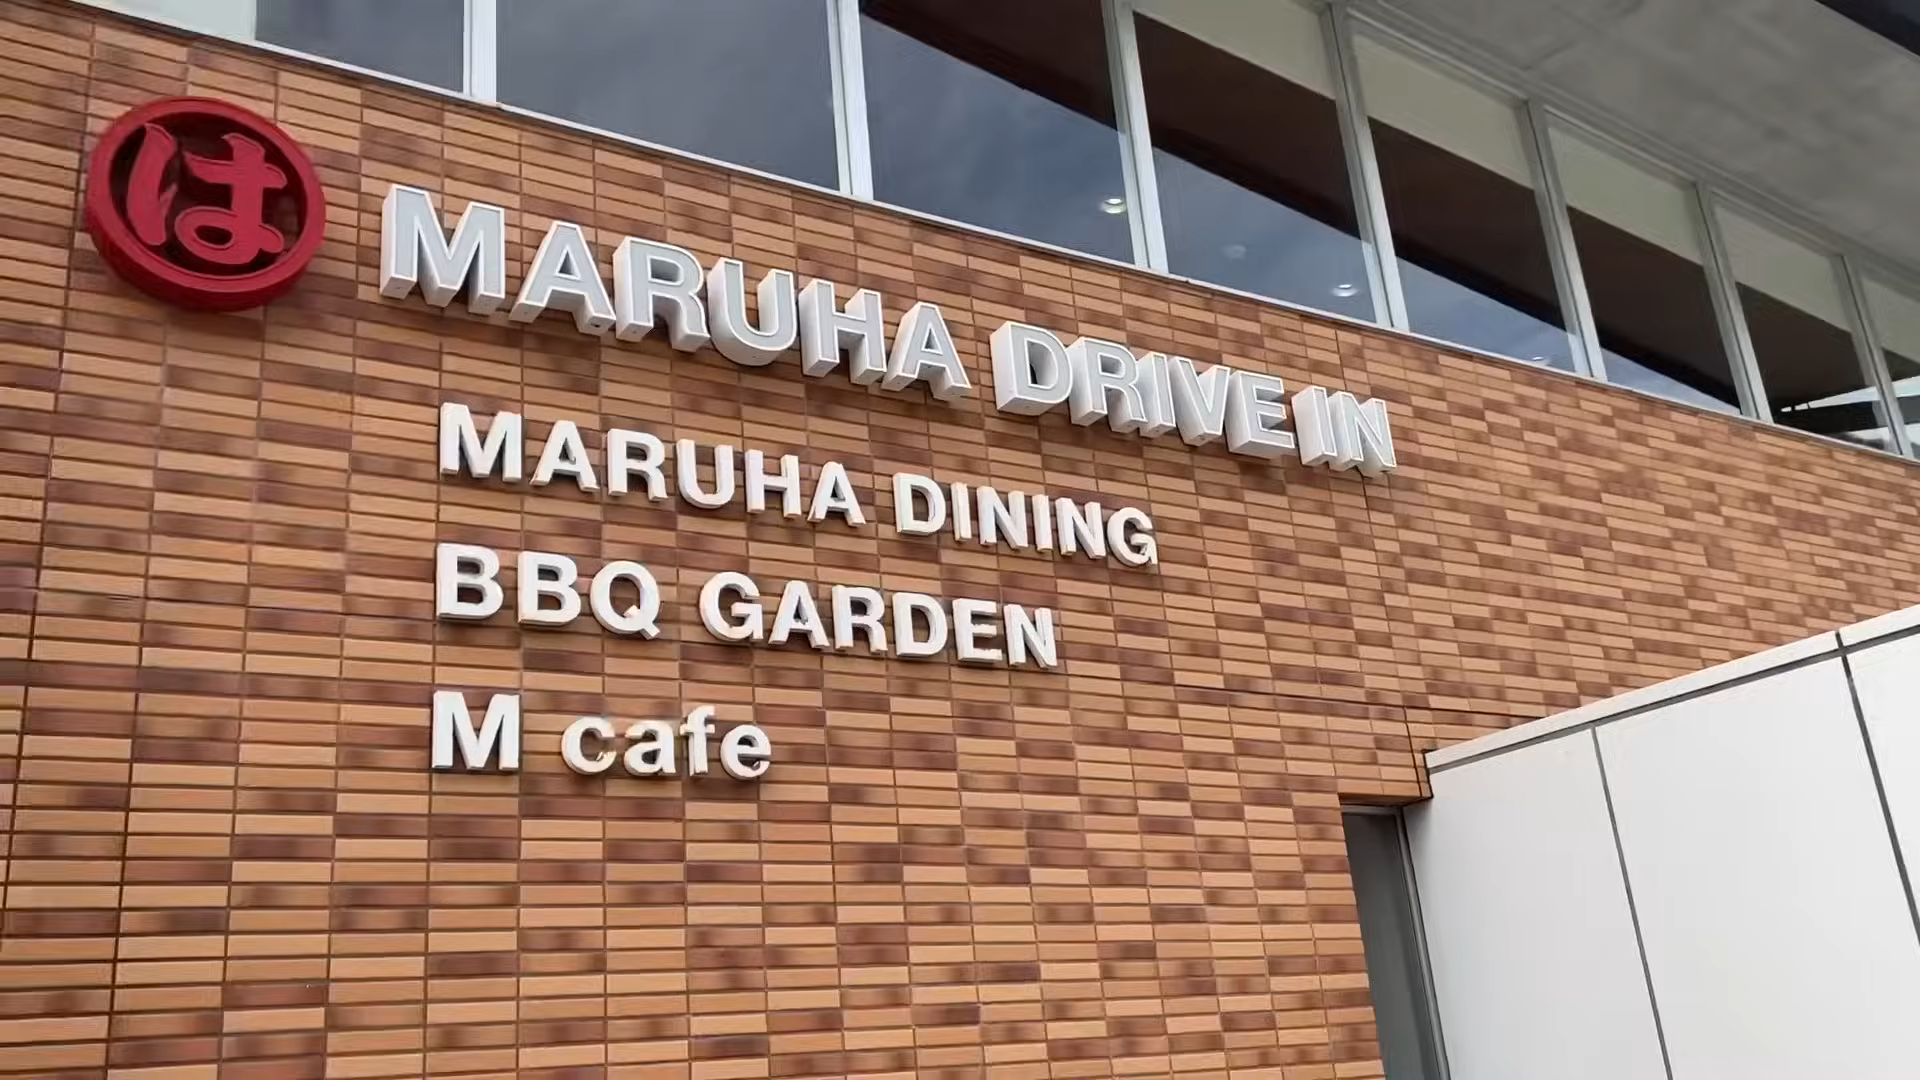 は
MARUHA DRIVE IN
MARUHA DINING
BBQ GARDEN
M cafe